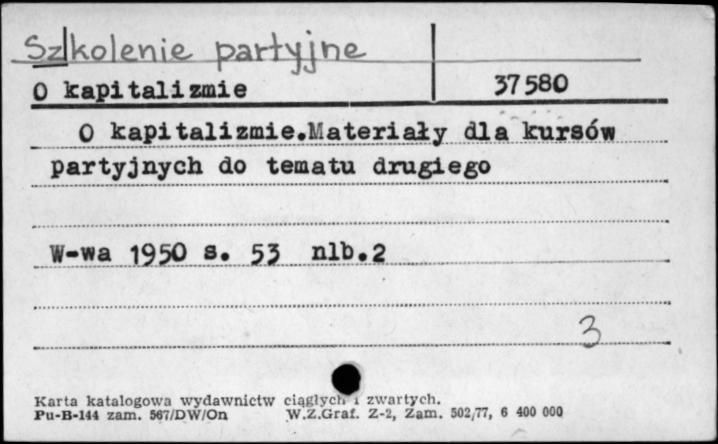 Szkolenie partyjne
O kapitalizmie 37580
O kapitalizmie.Materiały dla kursów
partyjnych do tematu drugiego
W-wa 1950 s. 53 nlb.2
3
Karta katalogowa wydawnictw ciągłych i zwartych.
Pu-B-144 zam. 567/DW/On W.Z.Graf. Z-2, Zam. 502/77, 6 400 000